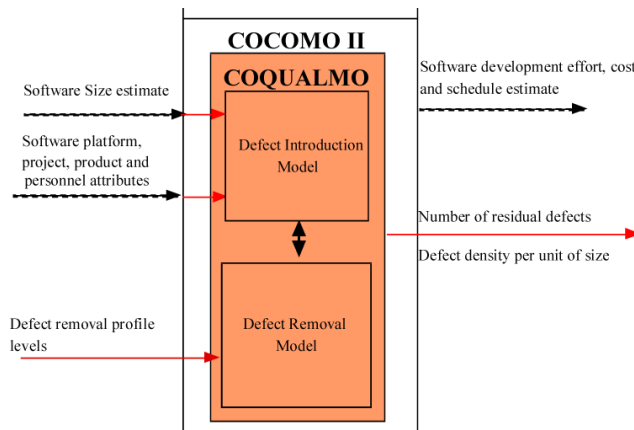 COCOMO II
COQUALMO
Software Size estimate
Software platform,
project, product and
personnel attributes
Defect removal profile
levels
Defect Introduction
Model
Defect Removal
Model
Software development effort, cost
and schedule estimate
Number of residual defects
Defect density per unit of size